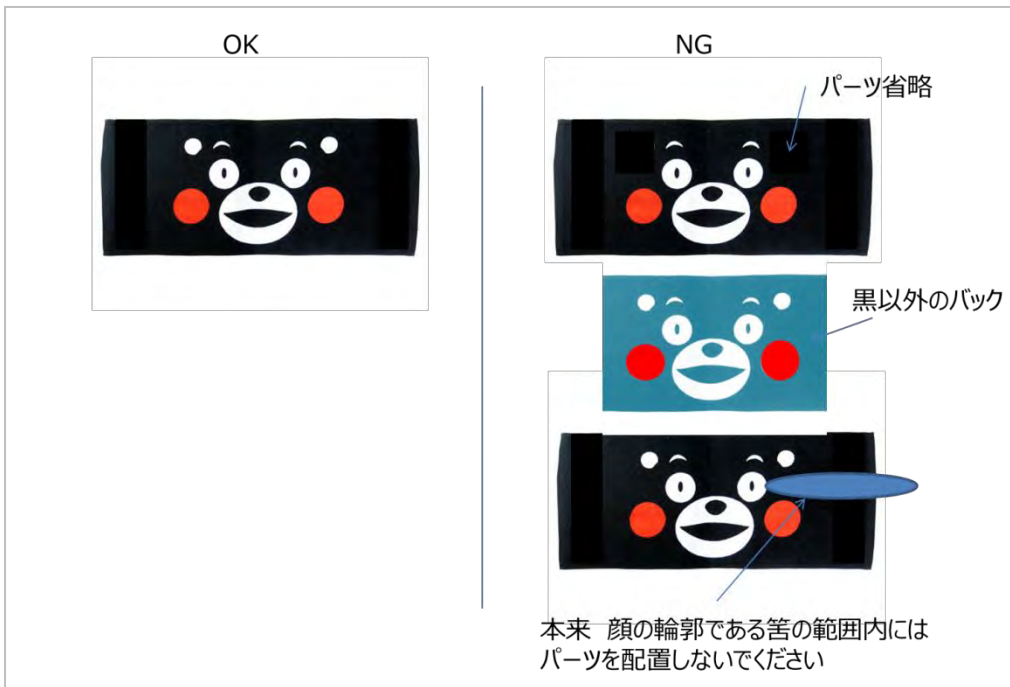 OK
NG
パーツ省略
黒以外のバック
本来 顔の輪郭である筈の範囲内には
パーツを配置しないでください